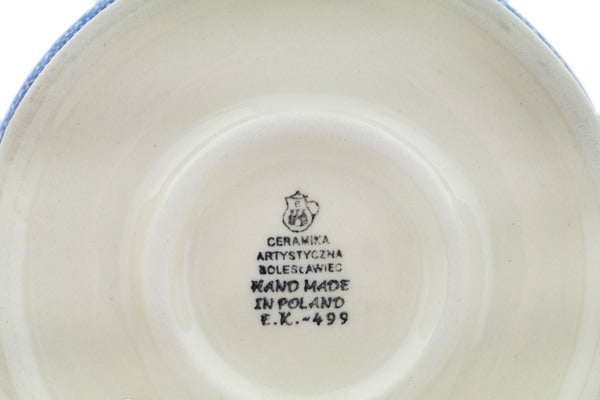 CERAMIKA
ARTYSTYCZNA
BOLESŁAWIEC
HAND MADE
IN POLAND
E.K.-499